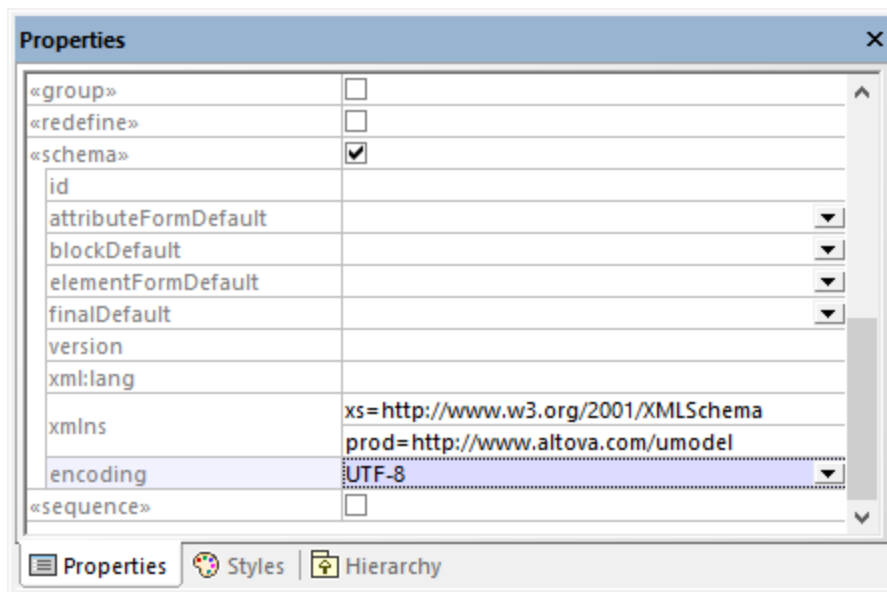 Properties
«group»
«redefine»
«schema»
id
attributeFormDefault
blockDefault
elementFormDefault
finalDefault
version
xml:lang
xmlns
xs=http://www.w3.org/2001/XMLSchema
prod=http://www.altova.com/umodel
encoding UTF-8
«sequence»
Properties Styles Hierarchy